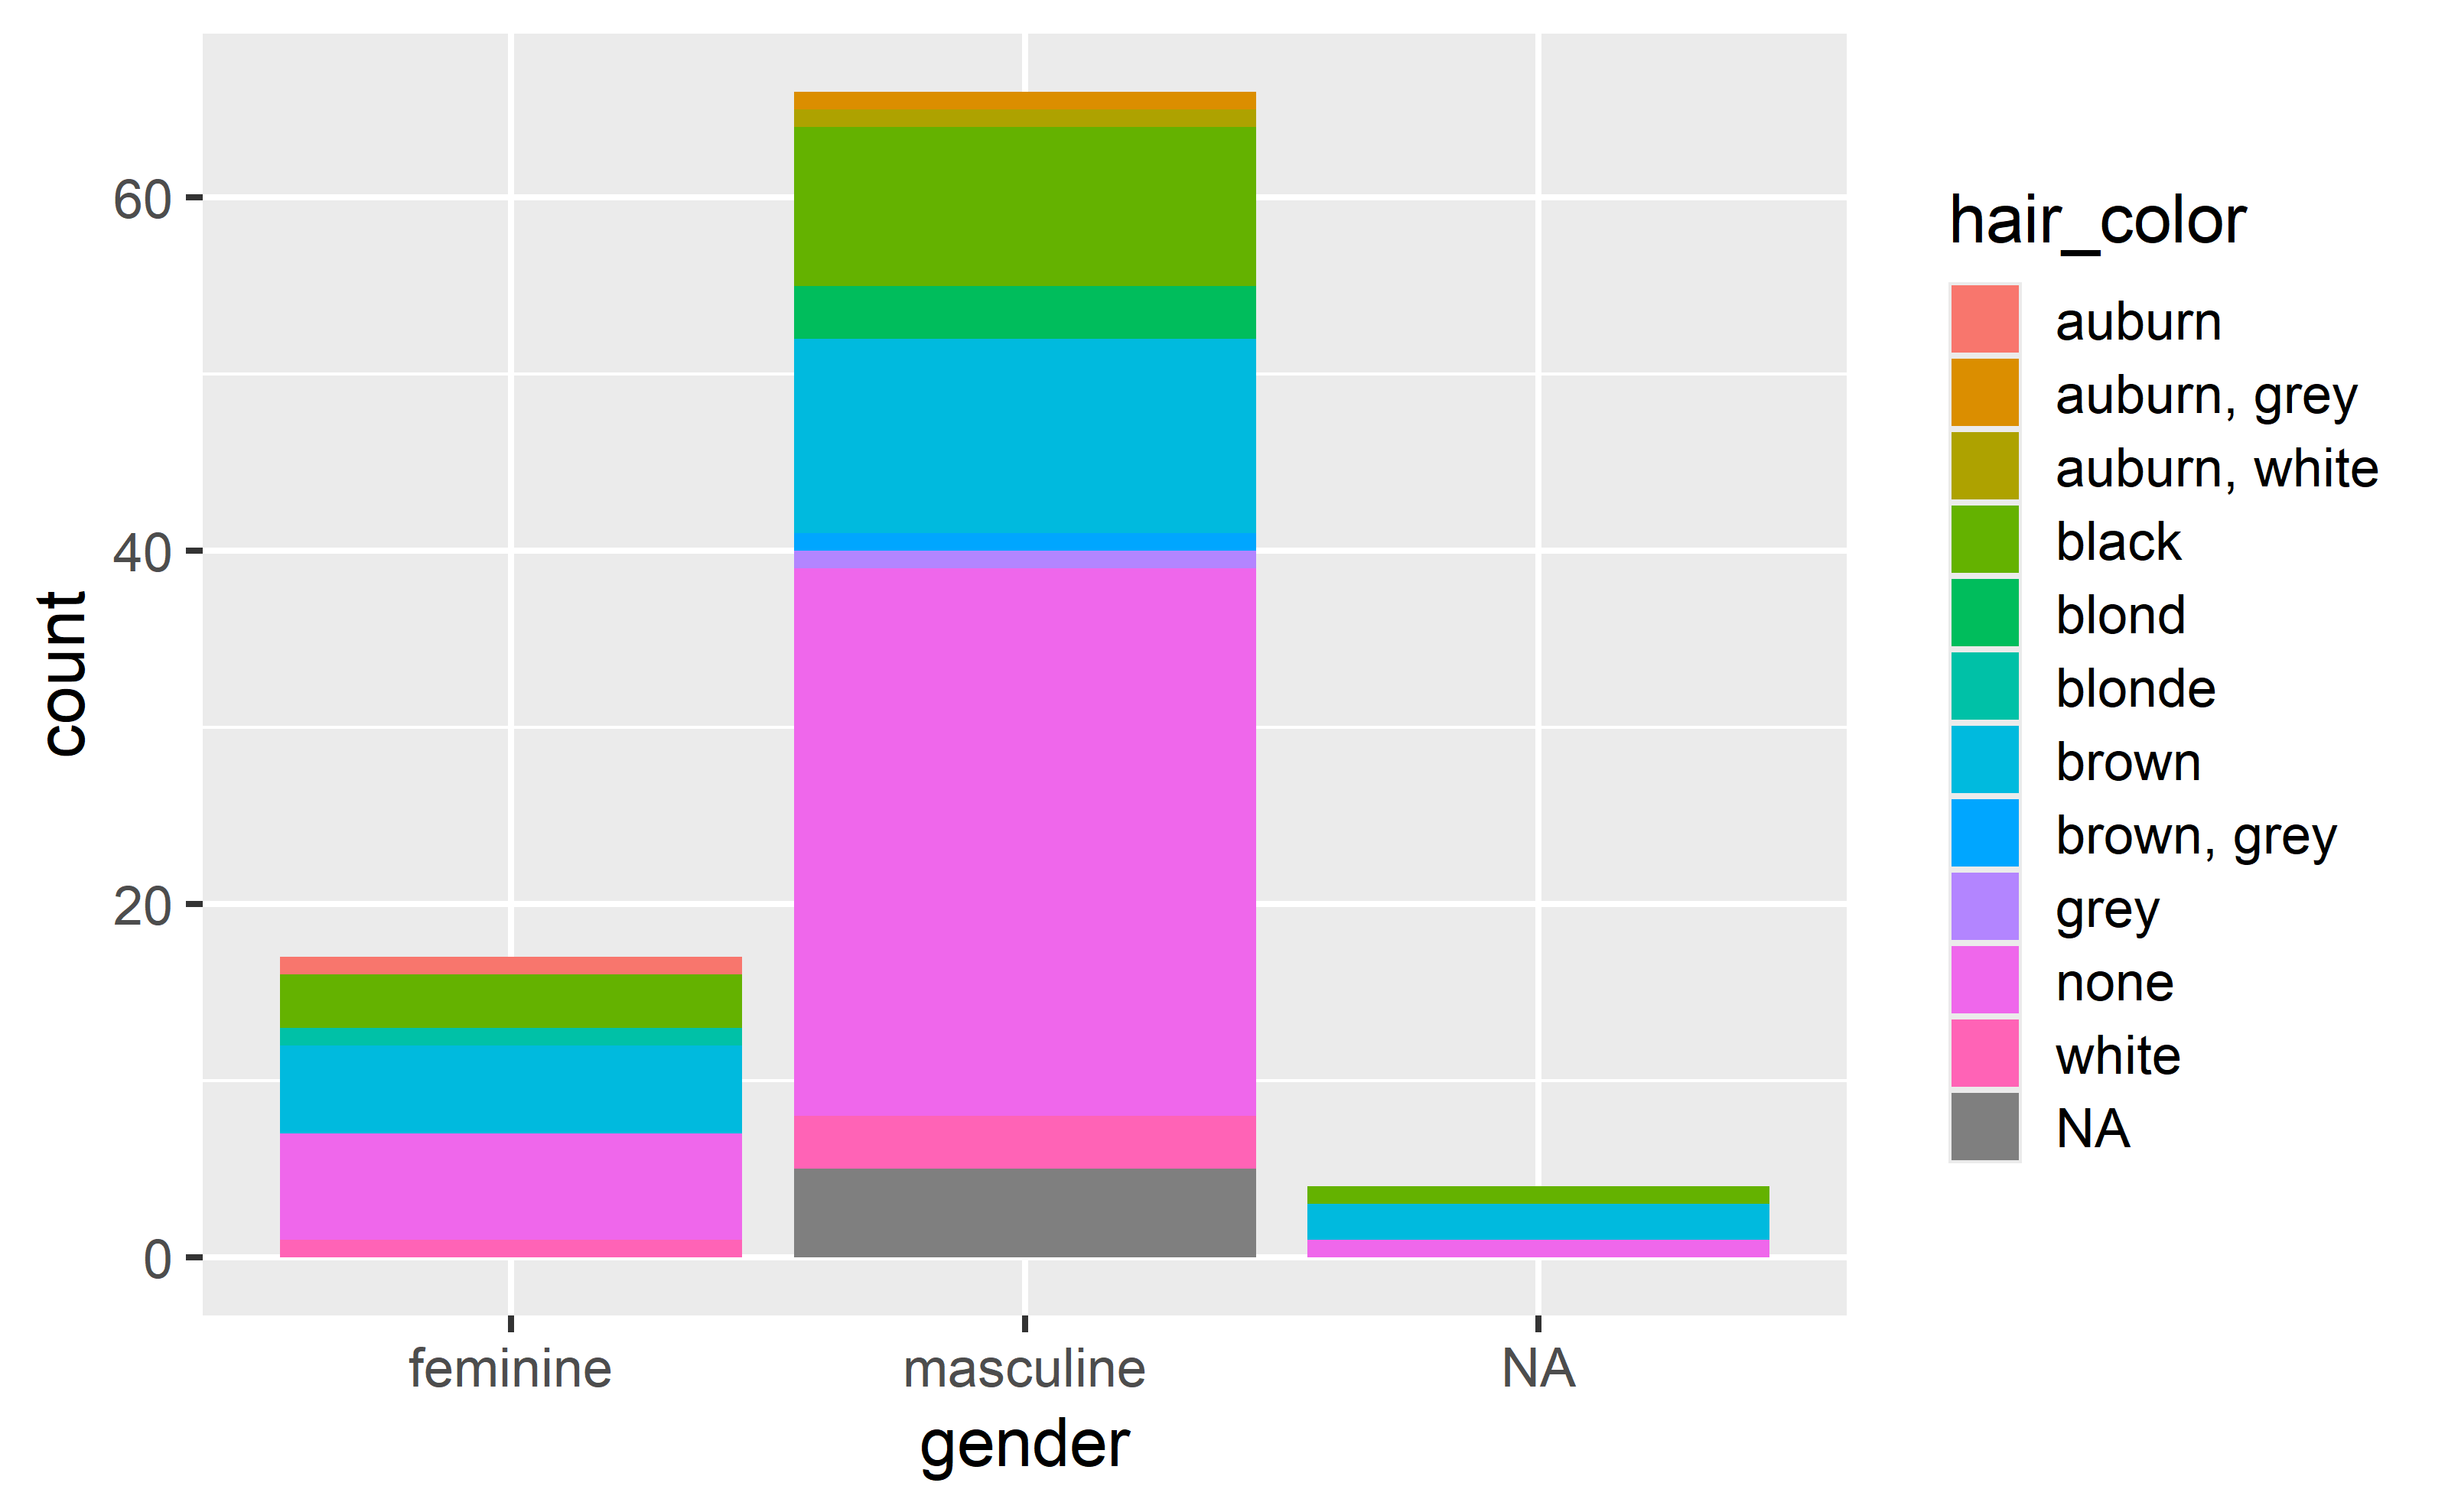 60
40
20
0
count
feminine
masculine
NA
gender
hair_color
auburn
auburn, grey
auburn, white
black
blond
blonde
brown
brown, grey
grey
none
white
NA